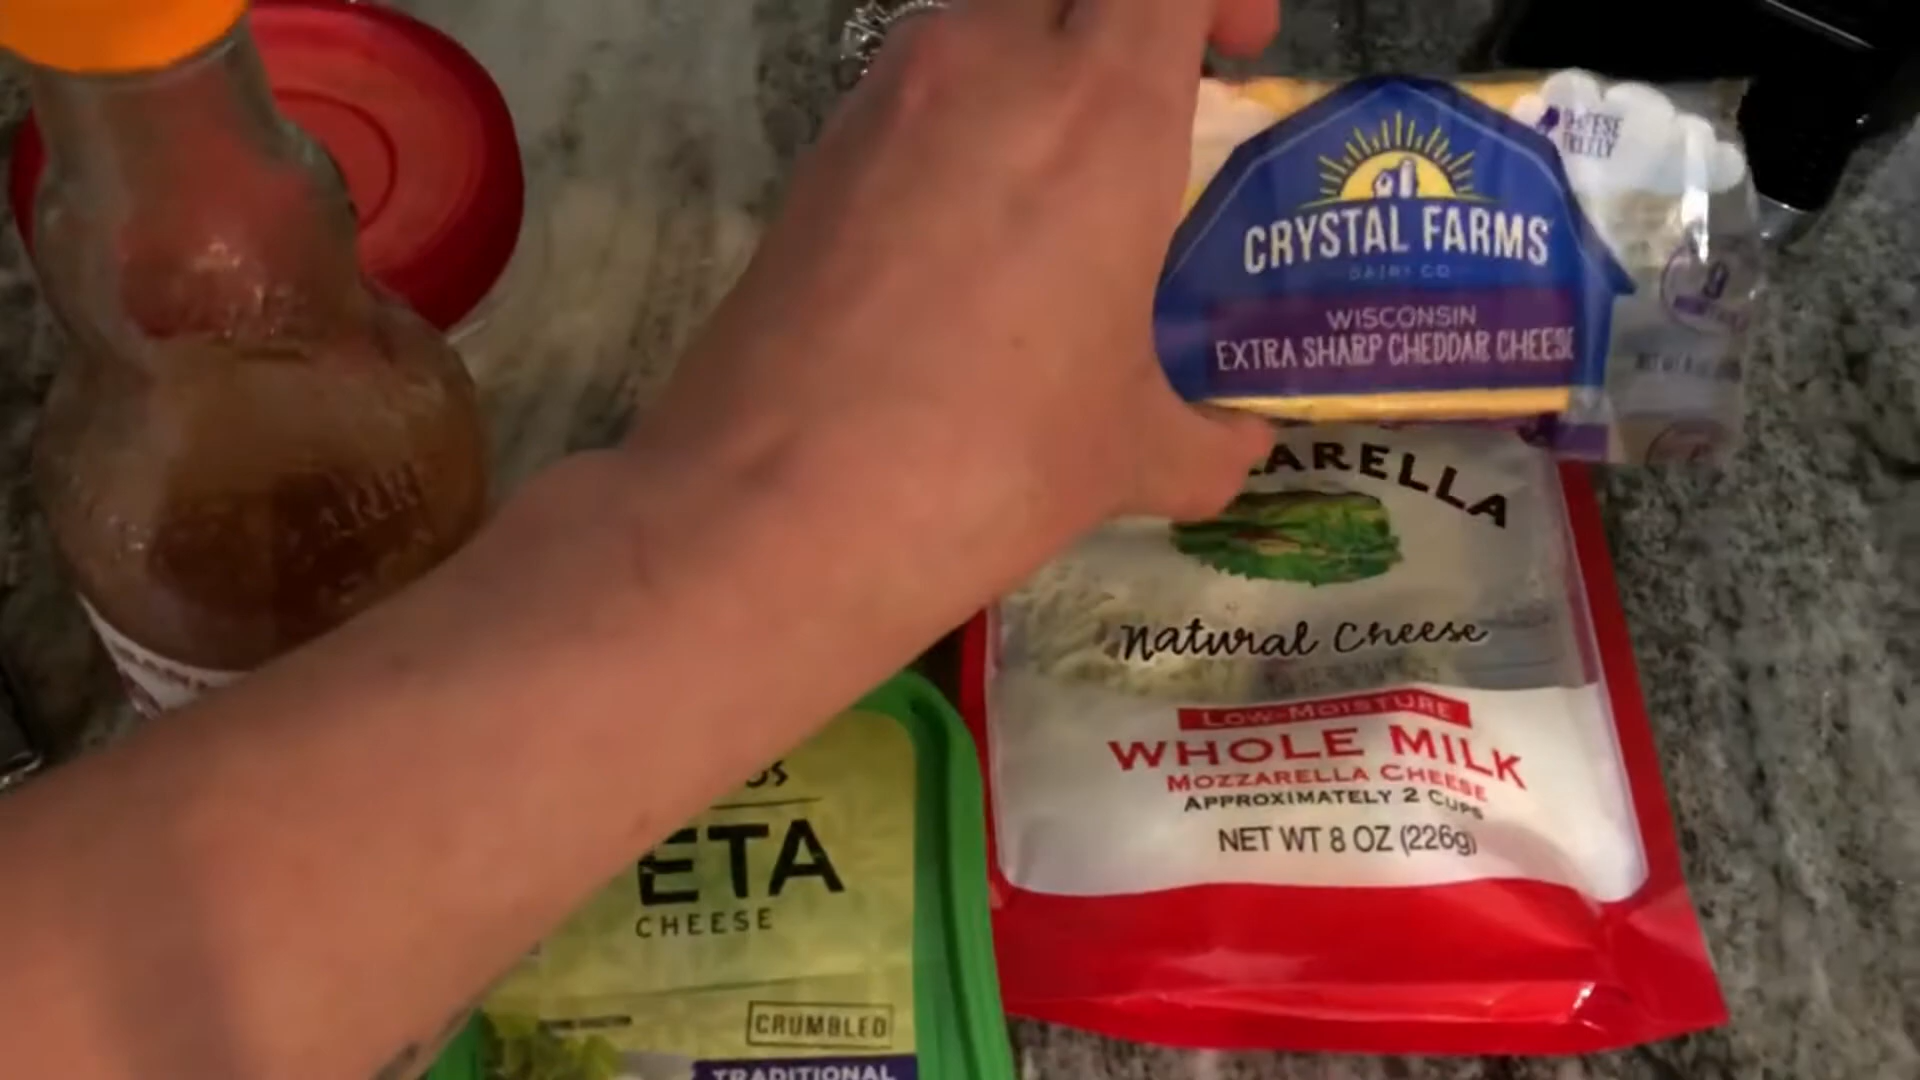 CRYSTAL FARMS
DAIRY CO
WISCONSIN
EXTRA SHARP CHEDDAR CHEESE
ARELLA
Natural Cheese
LOW-MOISTURE
WHOLE MILK
MOZZARELLA CHEESE
APPROXIMATELY 2 CUPS
NET WT 8 OZ (226g)
OS
ETA
CHEESE
CRUMBLED
TRADITIONAL